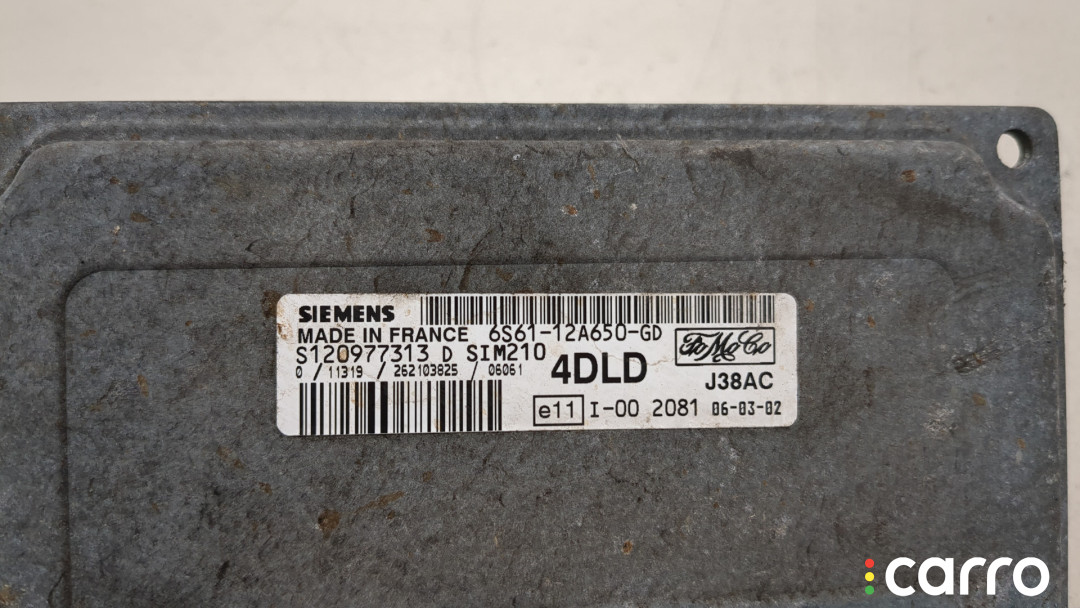 SIEMENS
MADE IN FRANCE 6S61-12A650-GD
S120977313 D SIM210
FoMoCo
0 / 11319 / 262103825 / 06061
4DLD
J38AC
e11 I-00 2081 06-03-02
carro